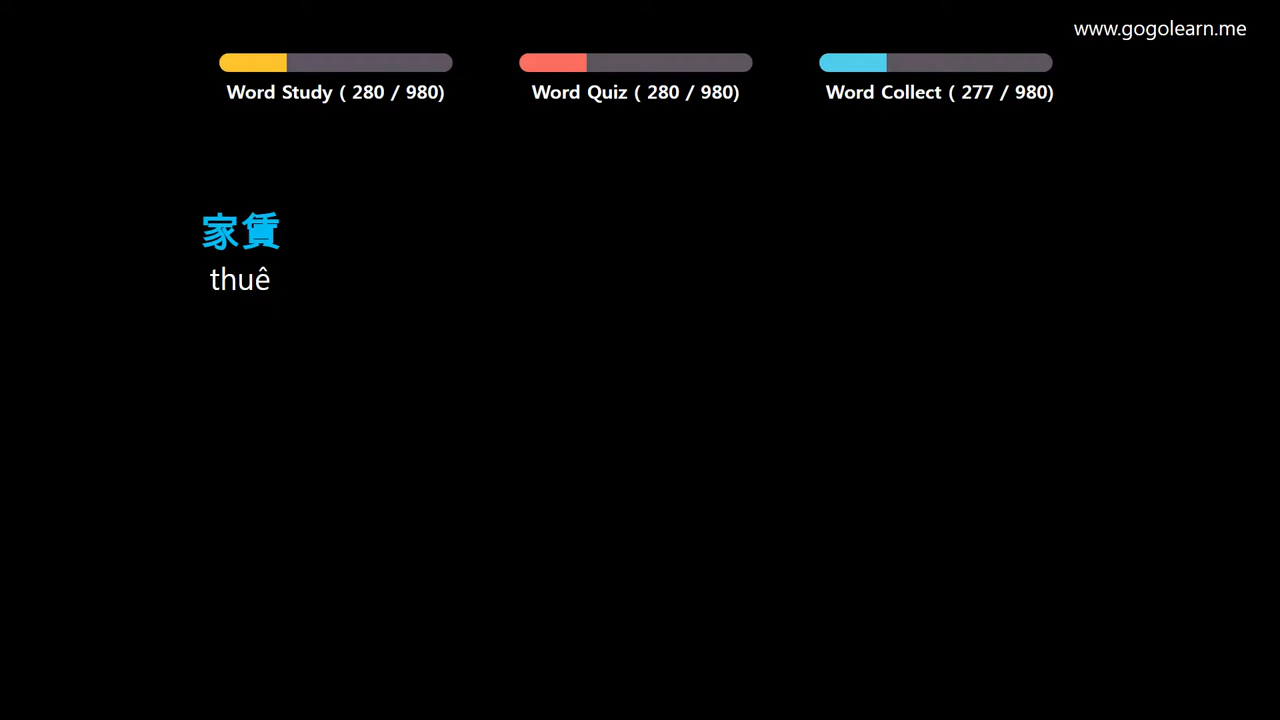 www.gogolearn.me
Word Study ( 280 / 980)
Word Quiz ( 280 / 980)
Word Collect ( 277 / 980)
家賃
thuê